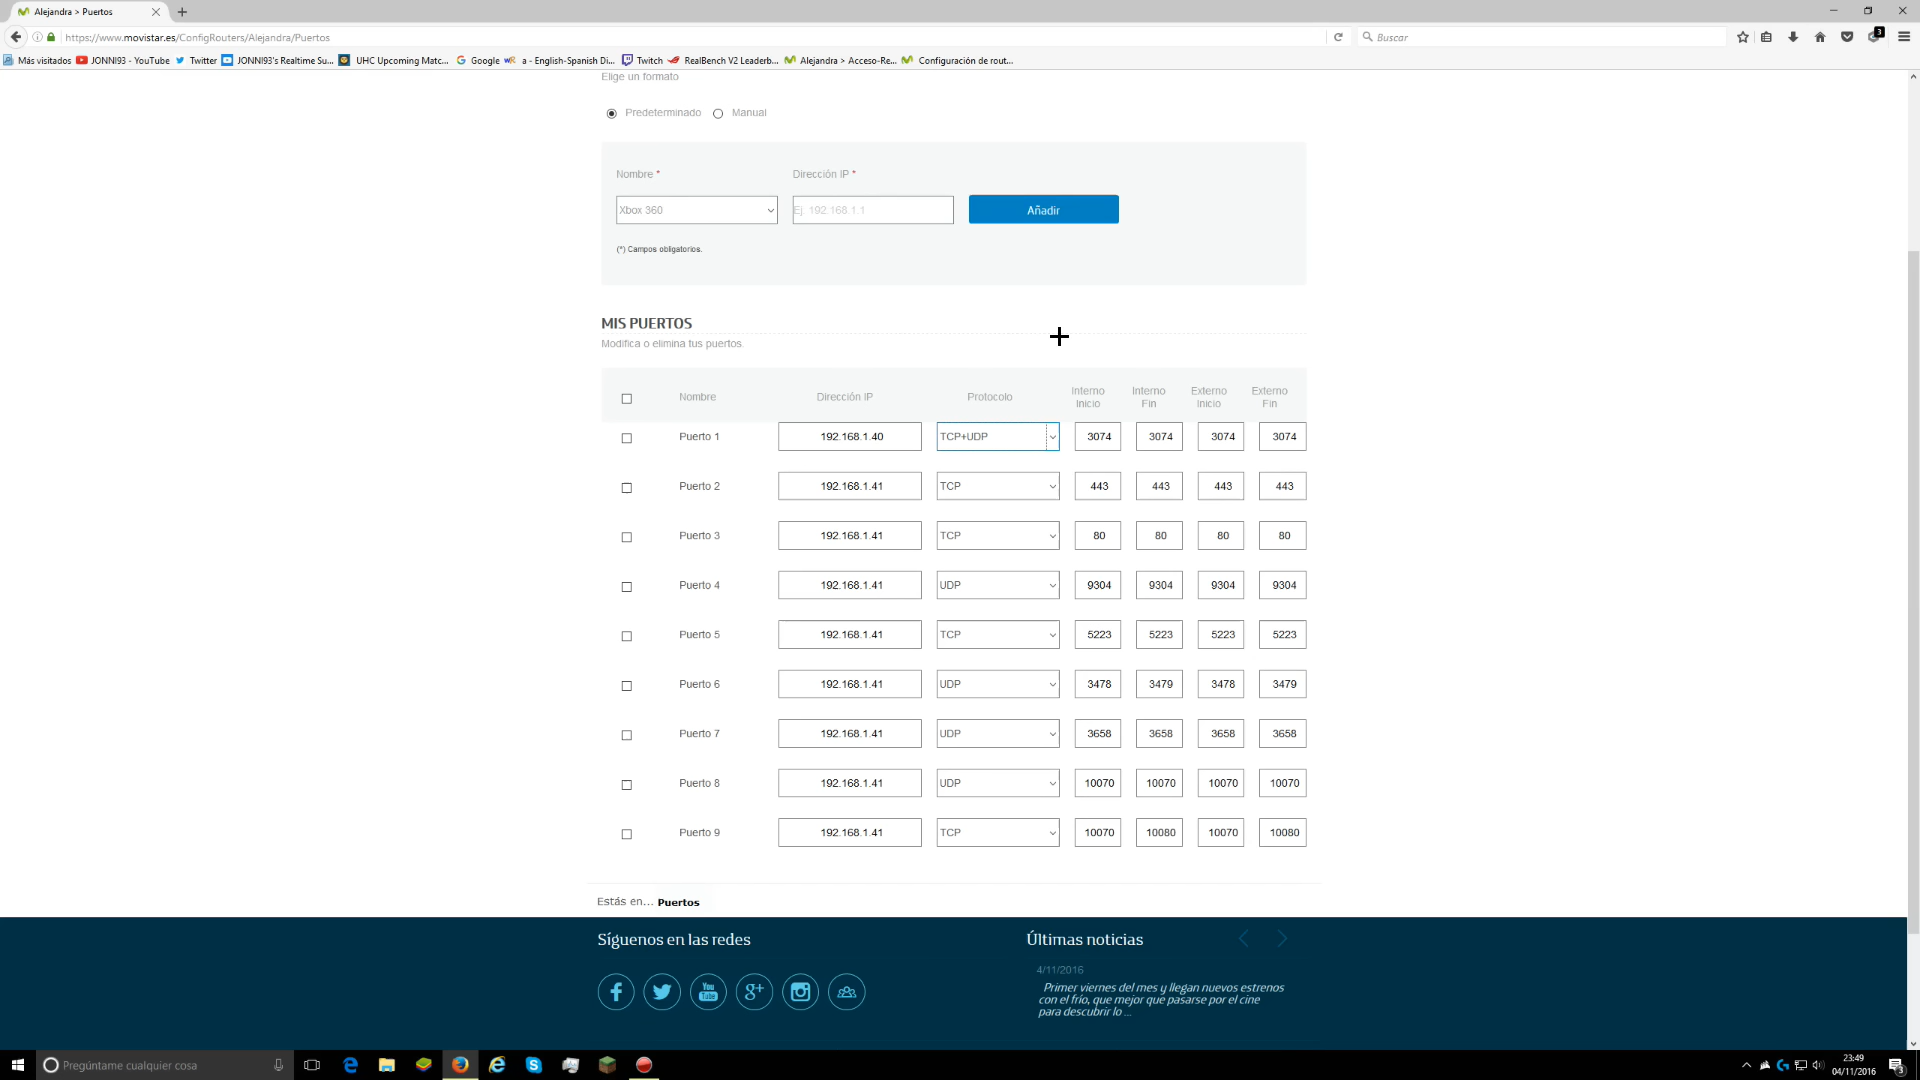 Alejandra > Puertos
https://www.movistar.es/ConfigRouters/Alejandra/Puertos
Buscar
3
Más visitados JONNI93 - YouTube Twitter JONNI93's Realtime Su... UHC Upcoming Matc... Google a - English-Spanish Di... Twitch RealBench V2 Leaderb... Alejandra > Acceso-Re... Configuración de rout...
Elige un formato
Predeterminado Manual
Nombre * Dirección IP *
Xbox 360 Ej. 192.168.1.1 Añadir
(*) Campos obligatorios.
MIS PUERTOS
Modifica o elimina tus puertos
Nombre Dirección IP Protocolo Interno Inicio Interno Fin Externo Inicio Externo Fin
Puerto 1 192.168.1.40 TCP+UDP 3074 3074 3074 3074
Puerto 2 192.168.1.41 TCP 443 443 443 443
Puerto 3 192.168.1.41 TCP 80 80 80 80
Puerto 4 192.168.1.41 UDP 9304 9304 9304 9304
Puerto 5 192.168.1.41 TCP 5223 5223 5223 5223
Puerto 6 192.168.1.41 UDP 3478 3479 3478 3479
Puerto 7 192.168.1.41 UDP 3658 3658 3658 3658
Puerto 8 192.168.1.41 UDP 10070 10070 10070 10070
Puerto 9 192.168.1.41 TCP 10070 10080 10070 10080
Estás en... Puertos
Síguenos en las redes Últimas noticias
4/11/2016
Primer viernes del mes y llegan nuevos estrenos
con el frío, que mejor que pasarse por el cine
para descubrir lo ...
You Tube
g+
Pregúntame cualquier cosa
23:49
04/11/2016
3